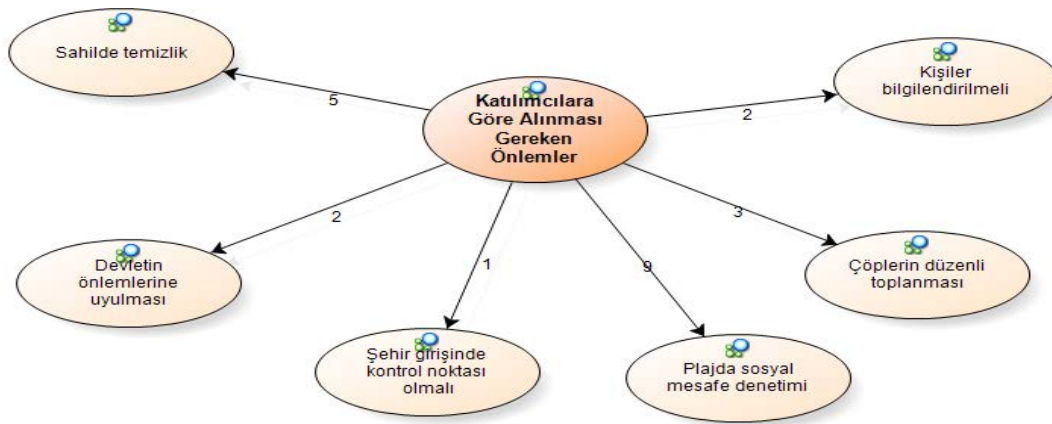 Sahilde temizlik
Kişiler
bilgilendirilmeli
Katılımcılara
Göre Alınması
Gereken
Önlemler
5
2
2
3
1
9
Devletin
önlemlerine
uyulması
Çöplerin düzenli
toplanması
Şehir girişinde
kontrol noktası
olmalı
Plajda sosyal
mesafe denetimi